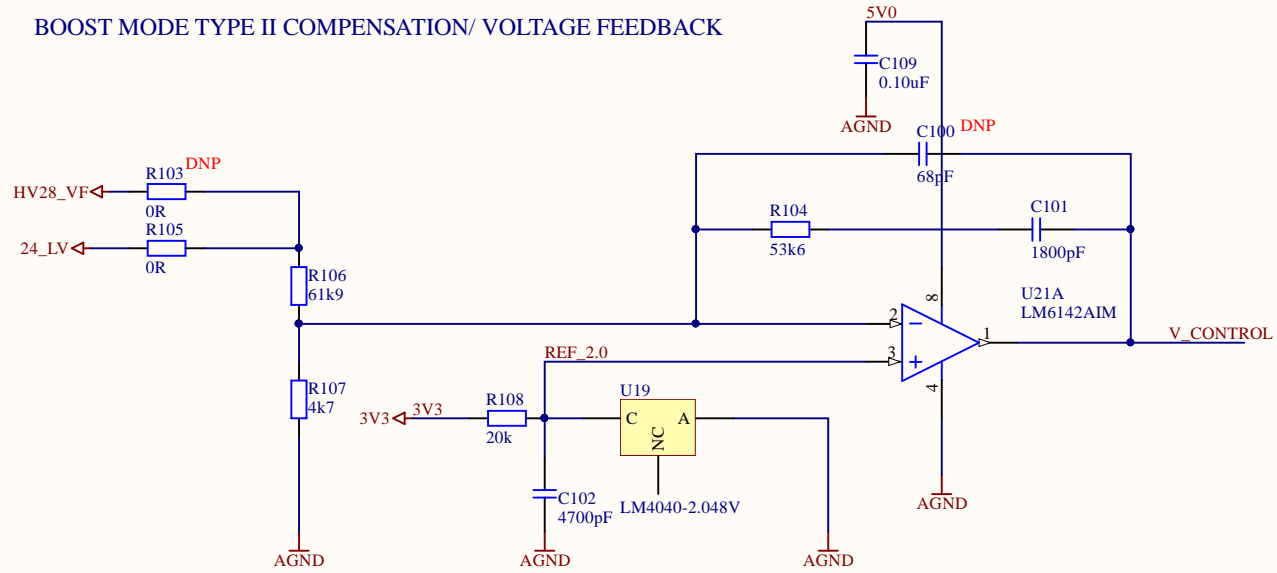 BOOST MODE TYPE II COMPENSATION/ VOLTAGE FEEDBACK
5V0
C109
0.10uF
AGND
C100
DNP
68pF
R103
DNP
HV28_VF
0R
R105
24_LV
0R
R104
53k6
C101
1800pF
R106
61k9
8
U21A
LM6142AIM
2
1
V_CONTROL
3
REF_2.0
4
R107
4k7
3V3
3V3
R108
20k
U19
C
A
NC
C102
4700pF
LM4040-2.048V
AGND
AGND
AGND
AGND